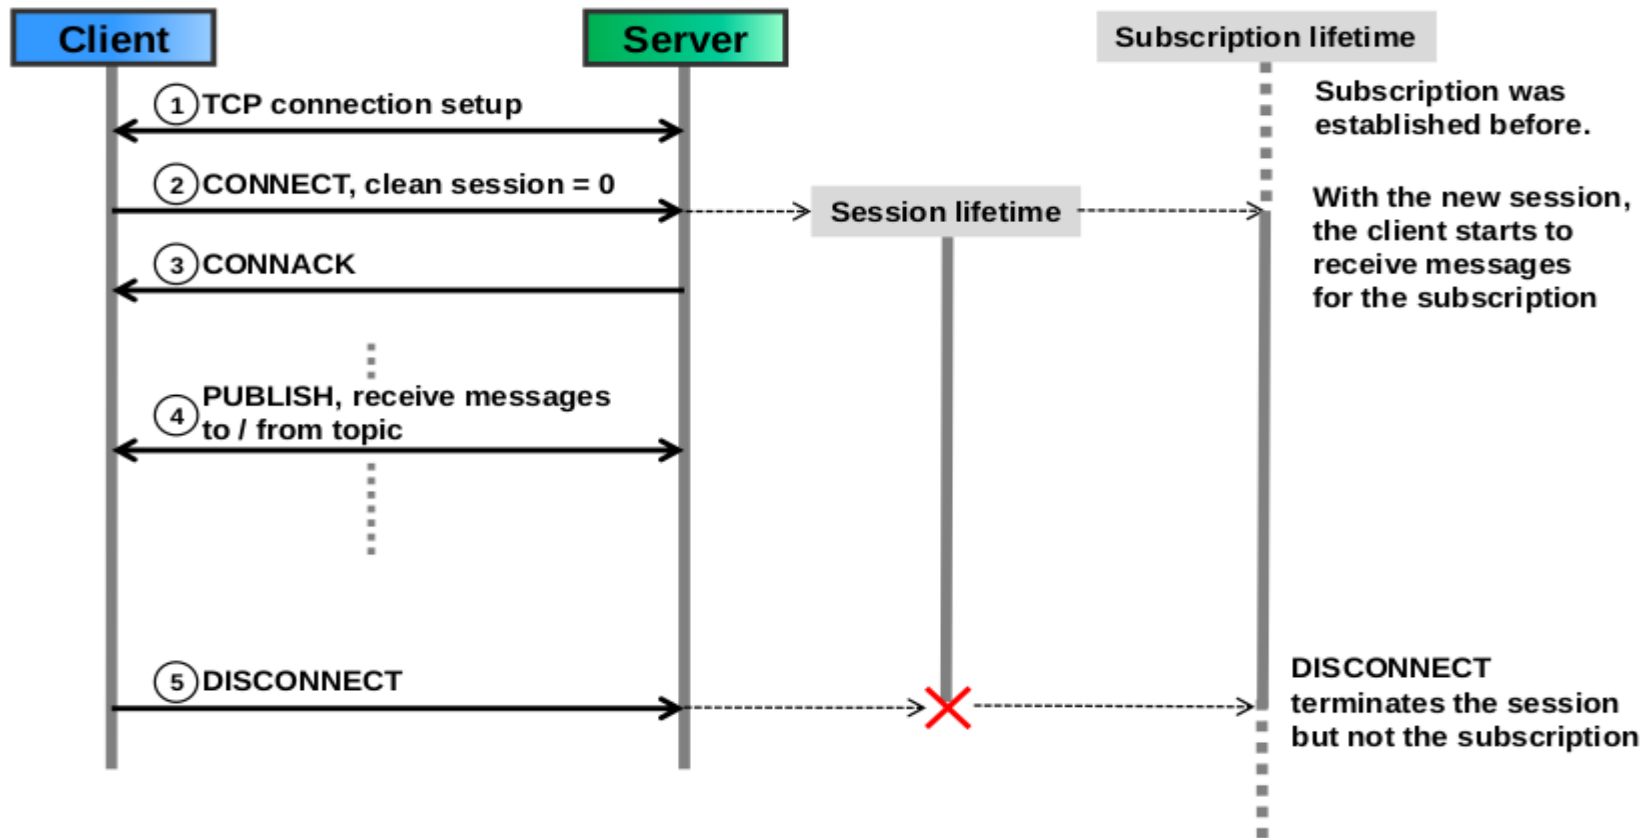 Client
Server
Subscription lifetime
1 TCP connection setup
Subscription was
established before.
2 CONNECT, clean session = 0
Session lifetime
With the new session,
the client starts to
receive messages
for the subscription
3 CONNACK
4 PUBLISH, receive messages
to / from topic
5 DISCONNECT
DISCONNECT
terminates the session
but not the subscription